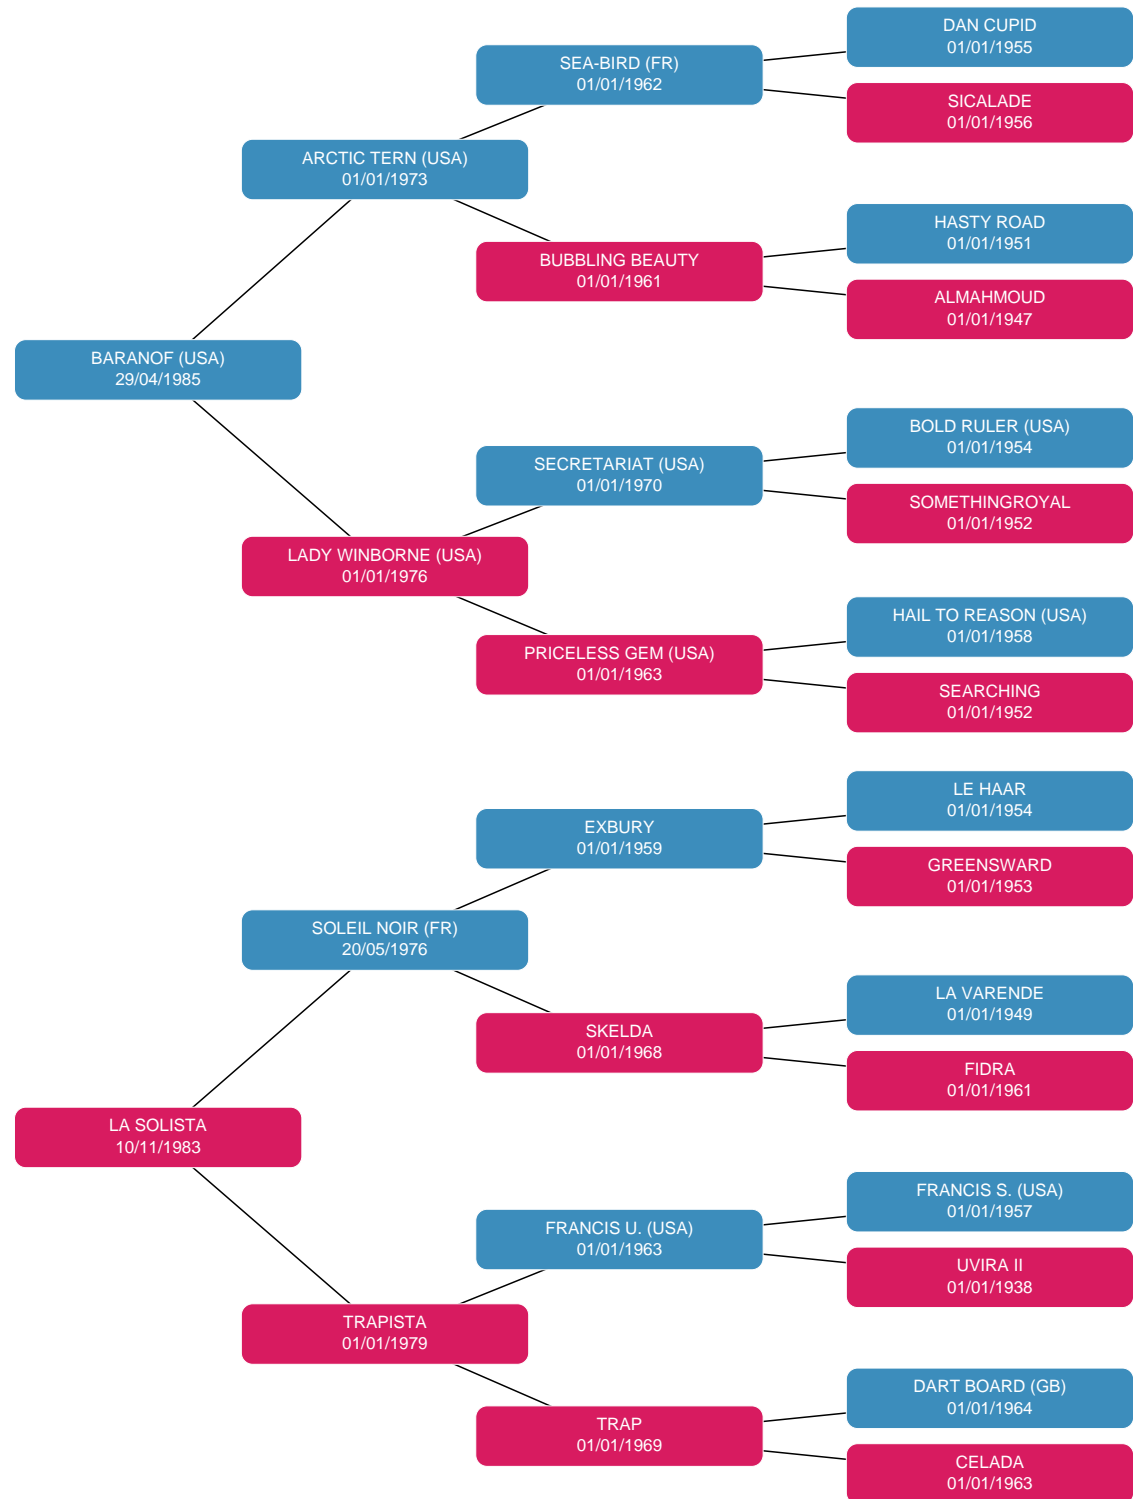 DAN CUPID
01/01/1955
SEA-BIRD (FR)
01/01/1962
SICALADE
01/01/1956
ARCTIC TERN (USA)
01/01/1973
HASTY ROAD
01/01/1951
BUBBLING BEAUTY
01/01/1961
ALMAHMOUD
01/01/1947
BARANOF (USA)
29/04/1985
BOLD RULER (USA)
01/01/1954
SECRETARIAT (USA)
01/01/1970
SOMETHINGROYAL
01/01/1952
LADY WINBORNE (USA)
01/01/1976
HAIL TO REASON (USA)
01/01/1958
PRICELESS GEM (USA)
01/01/1963
SEARCHING
01/01/1952
LE HAAR
01/01/1954
EXBURY
01/01/1959
GREENSWARD
01/01/1953
SOLEIL NOIR (FR)
20/05/1976
LA VARENDE
01/01/1949
SKELDA
01/01/1968
FIDRA
01/01/1961
LA SOLISTA
10/11/1983
FRANCIS S. (USA)
01/01/1957
FRANCIS U. (USA)
01/01/1963
UVIRA II
01/01/1938
TRAPISTA
01/01/1979
DART BOARD (GB)
01/01/1964
TRAP
01/01/1969
CELADA
01/01/1963